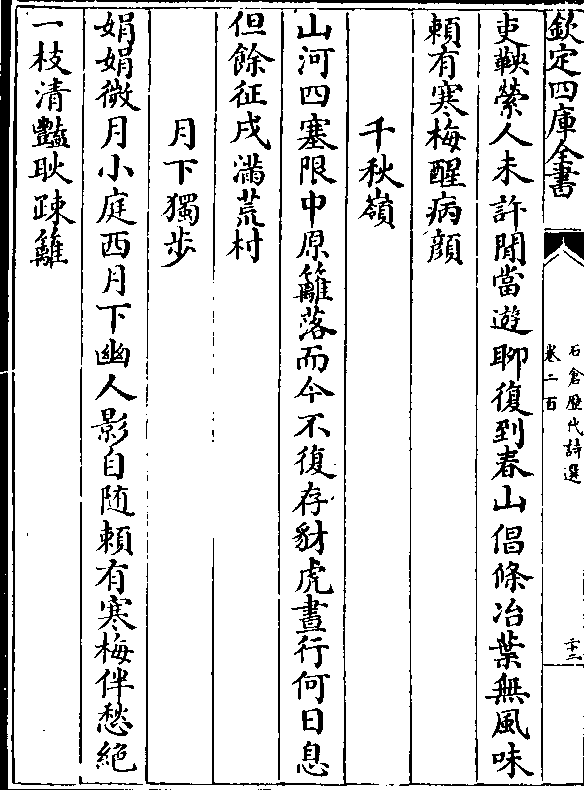 欽定四庫全書
石倉歷代詩選
卷二百
二十二
吏鞅縈人未許閒當遊聊復到春山倡條冶葉無風味
頼有寒梅醒病顔
千秋嶺
山河四塞限中原籬落而今不復存豺虎晝行何日息
但餘征戍滿荒村
月下獨步
娟娟微月小庭西月下幽人影自随頼有寒梅伴愁絶
一枝清豔耿疎籬